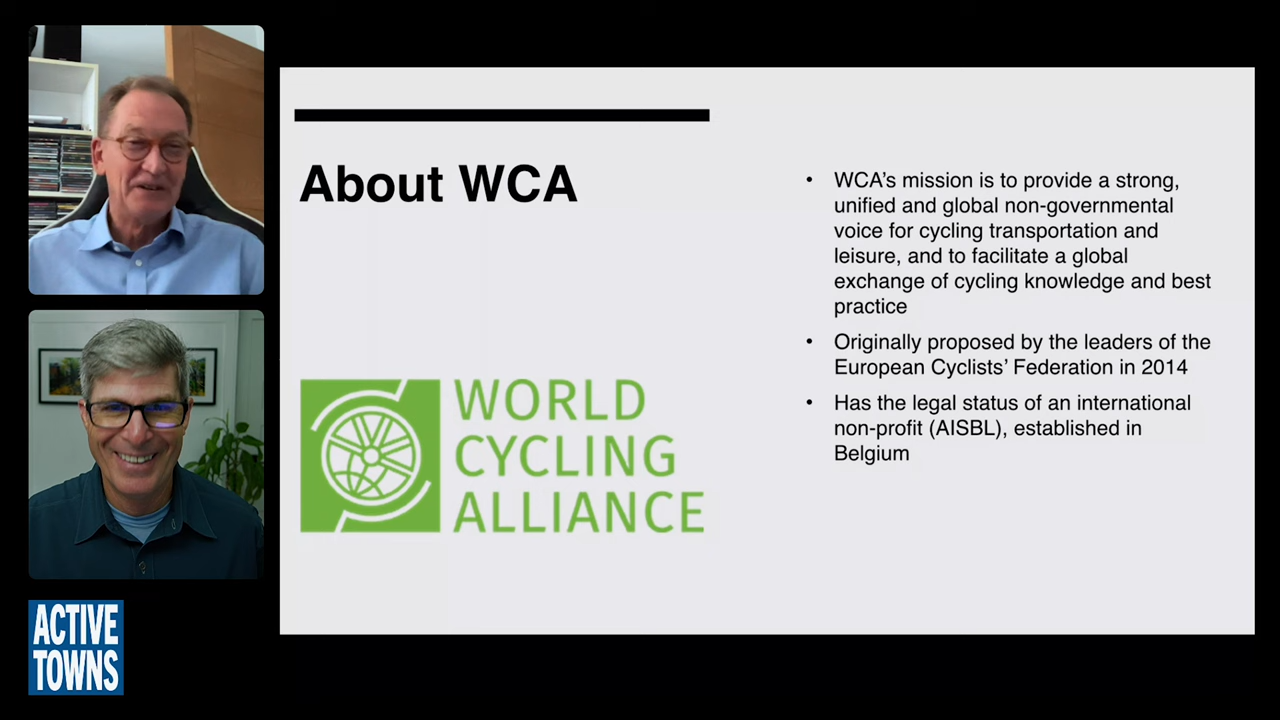 About WCA
WORLD
CYCLING
ALLIANCE
• WCA’s mission is to provide a strong,
unified and global non-governmental
voice for cycling transportation and
leisure, and to facilitate a global
exchange of cycling knowledge and best
practice
• Originally proposed by the leaders of the
European Cyclists’ Federation in 2014
• Has the legal status of an international
non-profit (AISBL), established in
Belgium
ACTIVE
TOWNS